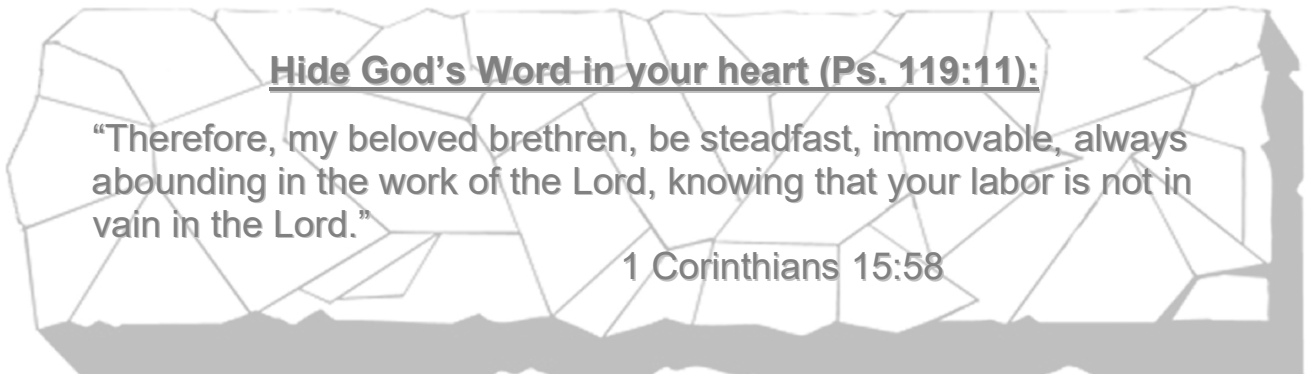 Hide God’s Word in your heart (Ps. 119:11):
“Therefore, my beloved brethren, be steadfast, immovable, always
abounding in the work of the Lord, knowing that your labor is not in
vain in the Lord.”
1 Corinthians 15:58